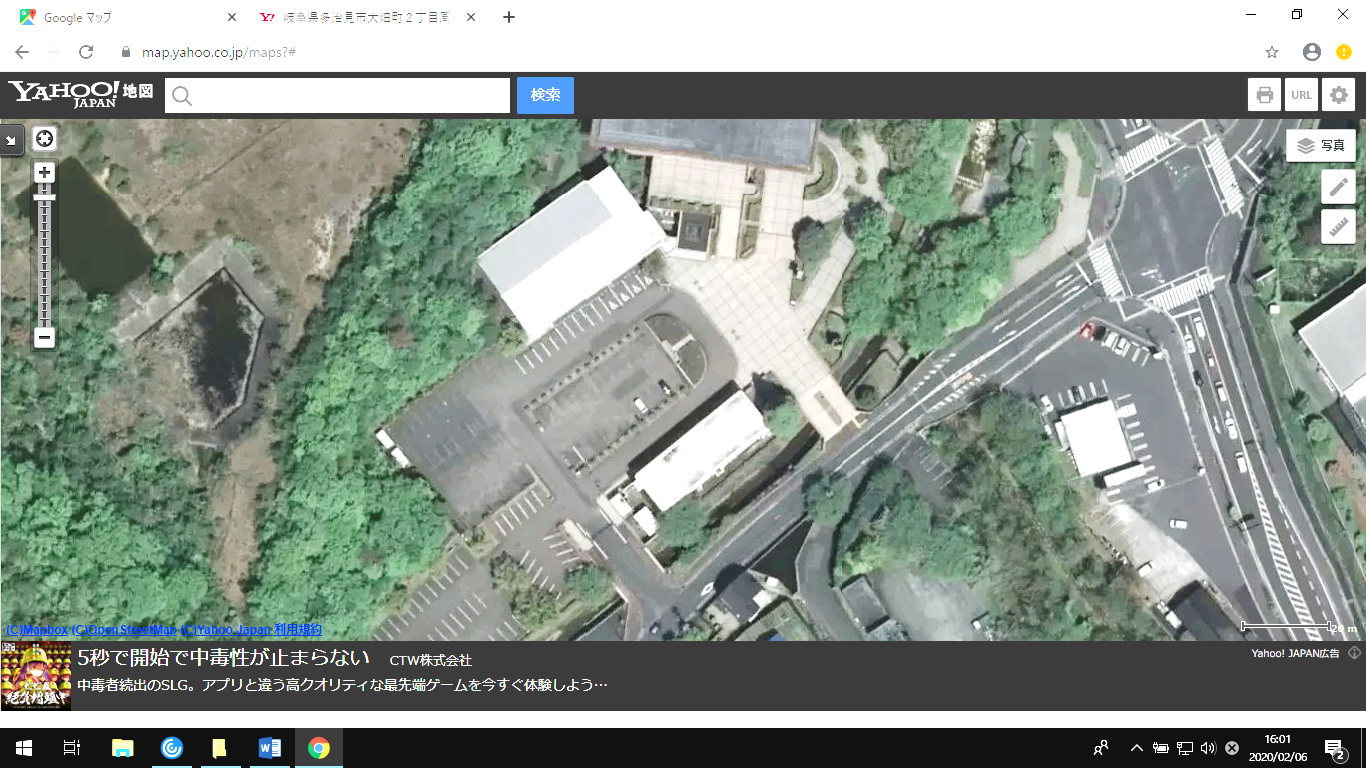 Google マップ
岐阜県多治見市大畑町２丁目周
map.yahoo.co.jp/maps?#
YAHOO! JAPAN 地図
検索
URL
写真
(C)Mapbox (C)OpenStreetMap (C)Yahoo Japan 利用規約
20 m
5秒で開始で中毒性が止まらない CTW株式会社
Yahoo! JAPAN広告
中毒者続出のSLG。アプリと違う高クオリティな最先端ゲームを今すぐ体験しよう…
16:01
2020/02/06
2